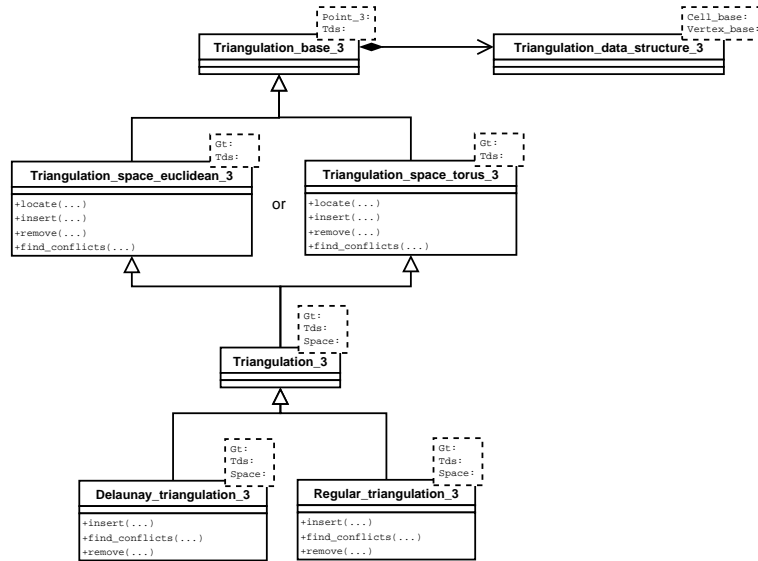 Point_3:
Tds:
Triangulation_base_3
Cell_base:
Vertex_base:
Triangulation_data_structure_3
Gt:
Tds:
Triangulation_space_euclidean_3
+locate(...)
+insert(...)
+remove(...)
+find_conflicts(...)
or
Gt:
Tds:
Triangulation_space_torus_3
+locate(...)
+insert(...)
+remove(...)
+find_conflicts(...)
Gt:
Tds:
Space:
Triangulation_3
Gt:
Tds:
Space:
Delaunay_triangulation_3
+insert(...)
+find_conflicts(...)
+remove(...)
Gt:
Tds:
Space:
Regular_triangulation_3
+insert(...)
+find_conflicts(...)
+remove(...)